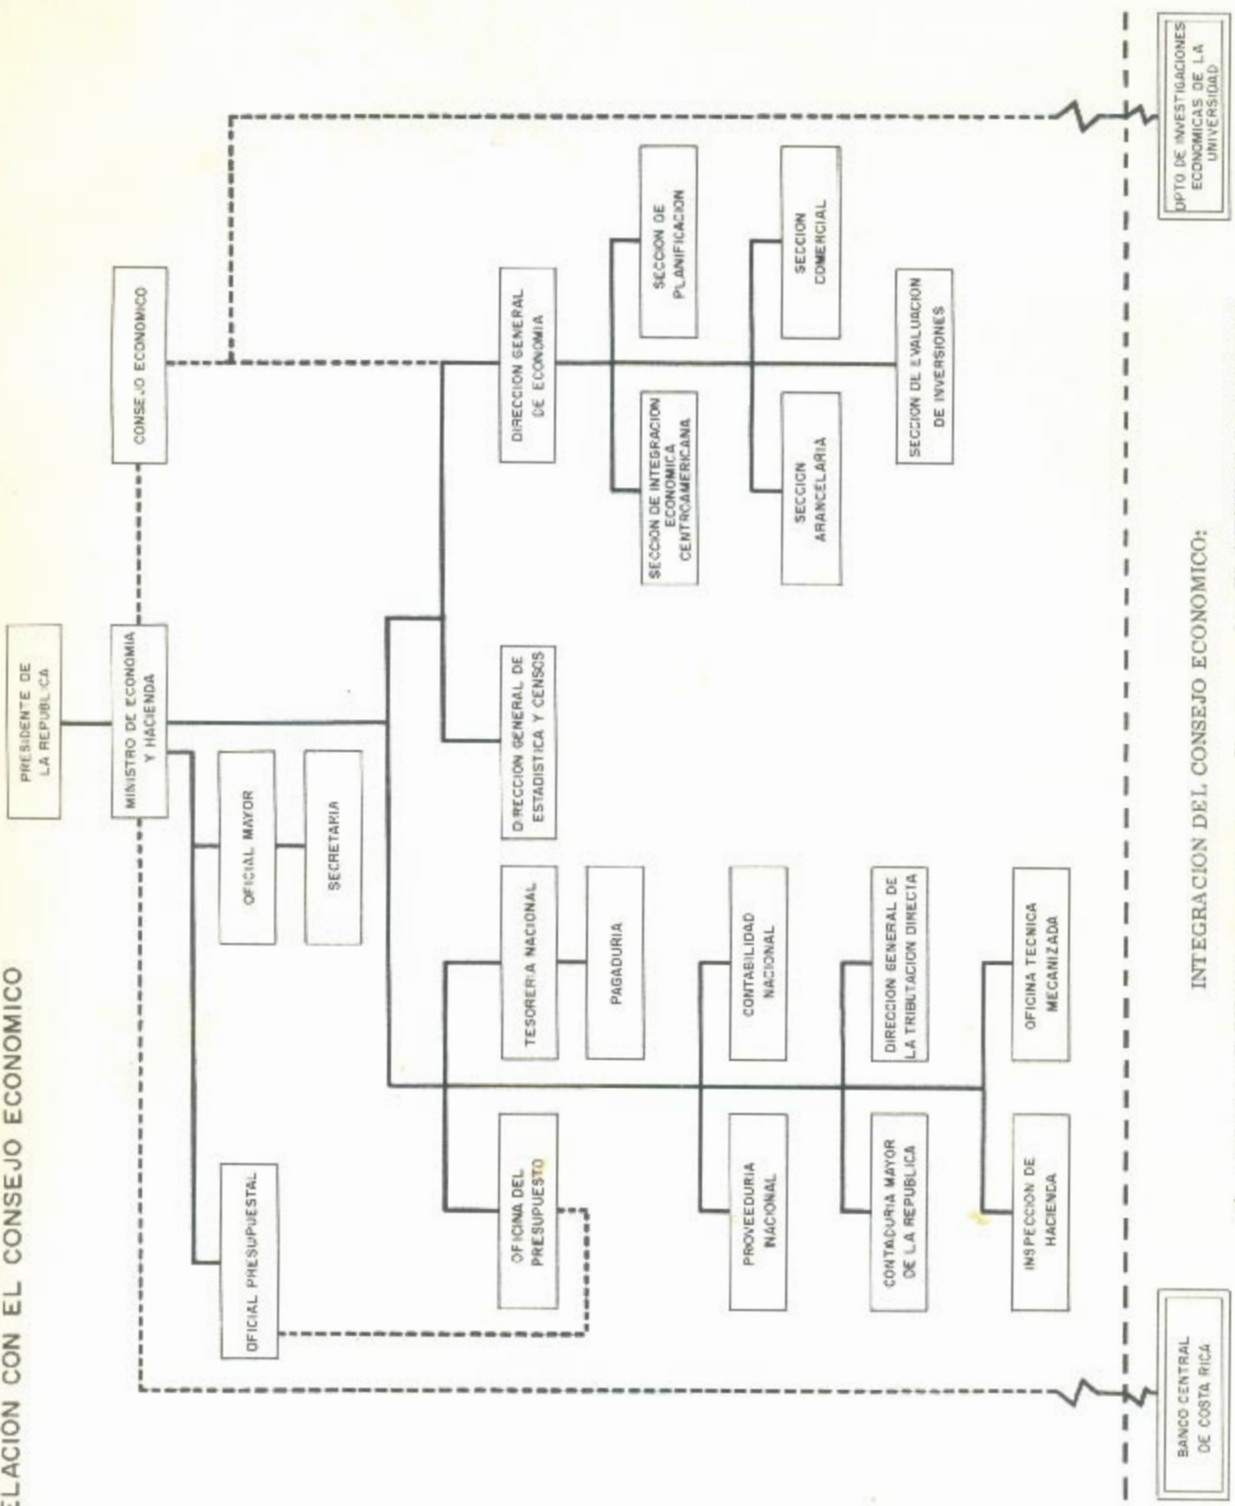 ELACION CON EL CONSEJO ECONOMICO
PRESIDENTE DE
LA REPUBLICA
MINISTRO DE ECONOMIA
Y HACIENDA
CONSEJO ECONOMICO
OFICIAL PRESUPUESTAL
OFICIAL MAYOR
SECRETARIA
OFICINA DEL
PRESUPUESTO
TESORERIA NACIONAL
PAGADURIA
DIRECCION GENERAL DE
ESTADISTICA Y CENSOS
DIRECCION GENERAL
DE ECONOMIA
SECCION DE INTEGRACION
ECONOMICA
CENTROAMERICANA
SECCION DE
PLANIFICACION
PROVEEDURIA
NACIONAL
CONTABILIDAD
NACIONAL
SECCION
ARANCELARIA
SECCION
COMERCIAL
CONTADURIA MAYOR
DE LA REPUBLICA
DIRECCION GENERAL DE
LA TRIBUTACION DIRECTA
SECCION DE EVALUACION
DE INVERSIONES
INSPECCION DE
HACIENDA
OFICINA TECNICA
MECANIZADA
BANCO CENTRAL
DE COSTA RICA
DPTO DE INVESTIGACIONES
ECONOMICAS DE LA
UNIVERSIDAD
INTEGRACION DEL CONSEJO ECONOMICO: